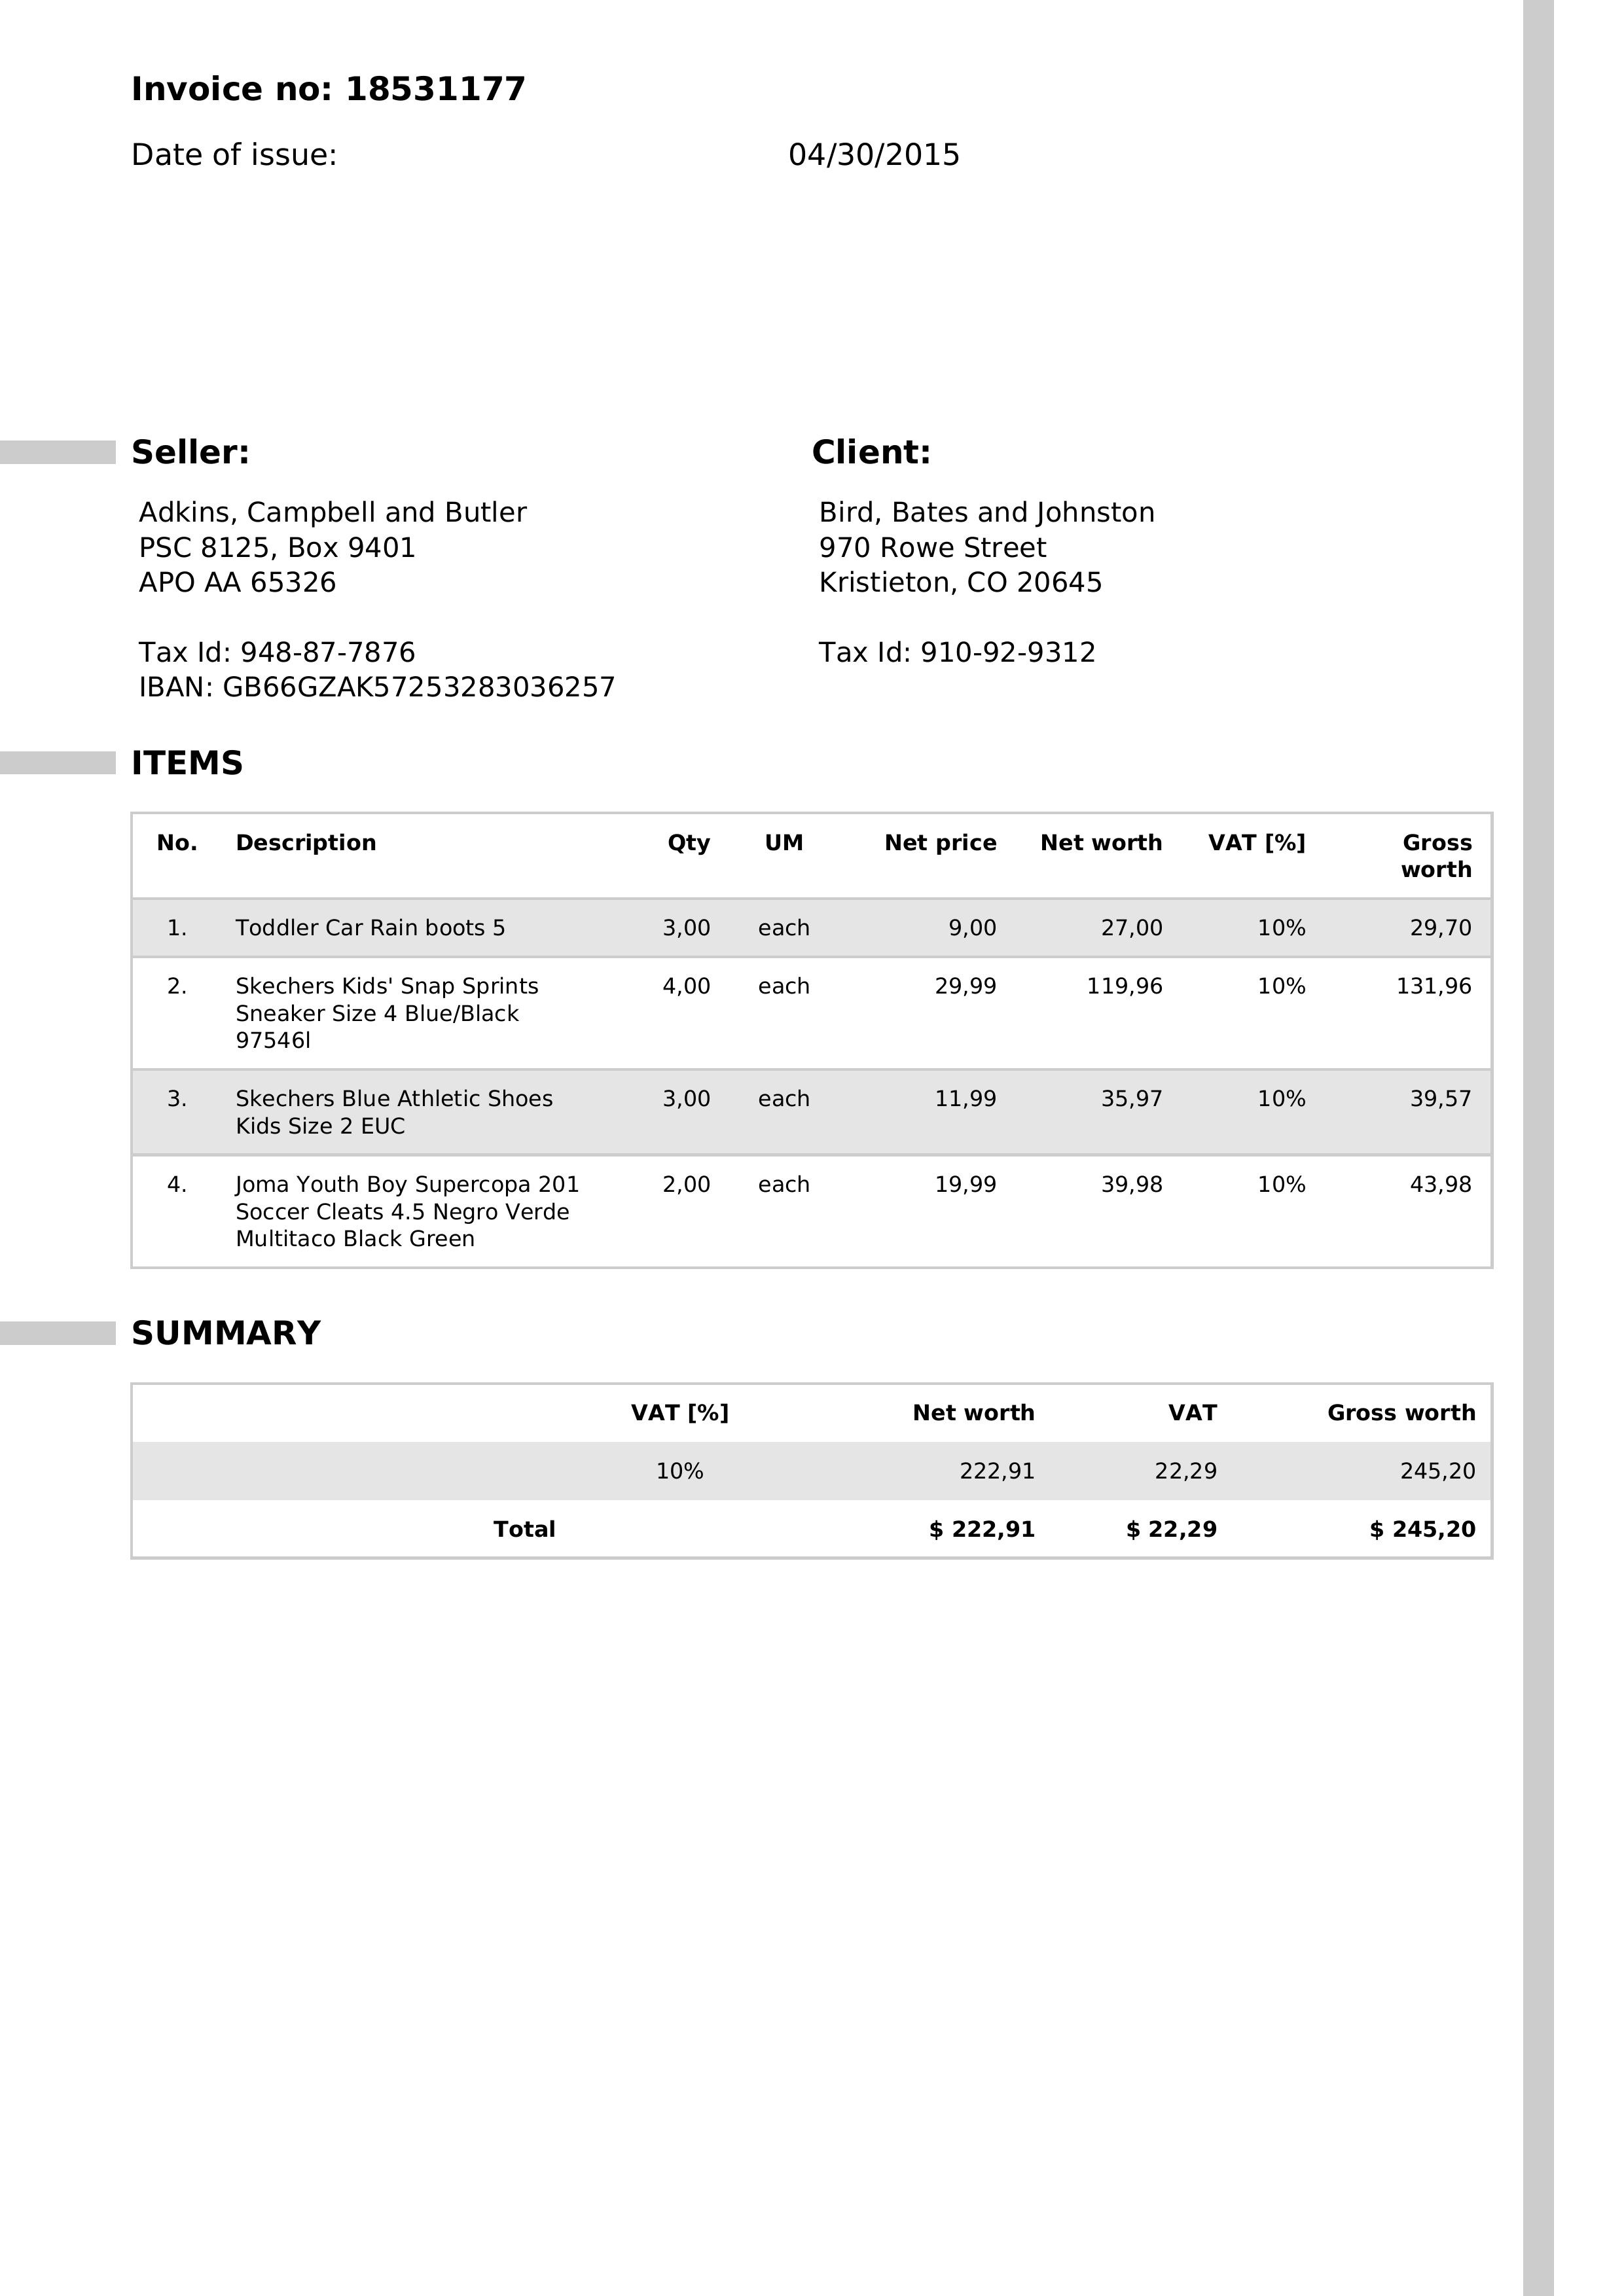 Invoice no: 18531177
Date of issue: 04/30/2015
Seller: Client:
Adkins, Campbell and Butler Bird, Bates and Johnston
PSC 8125, Box 9401 970 Rowe Street
APO AA 65326 Kristieton, CO 20645
Tax Id: 948-87-7876 Tax Id: 910-92-9312
IBAN: GB66GZAK57253283036257
ITEMS
No. Description Qty UM Net price Net worth VAT [%] Gross
worth
1. Toddler Car Rain boots 5 3,00 each 9,00 27,00 10% 29,70
2. Skechers Kids' Snap Sprints 4,00 each 29,99 119,96 10% 131,96
Sneaker Size 4 Blue/Black
97546l
3. Skechers Blue Athletic Shoes 3,00 each 11,99 35,97 10% 39,57
Kids Size 2 EUC
4. Joma Youth Boy Supercopa 201 2,00 each 19,99 39,98 10% 43,98
Soccer Cleats 4.5 Negro Verde
Multitaco Black Green
SUMMARY
VAT [%] Net worth VAT Gross worth
10% 222,91 22,29 245,20
Total $ 222,91 $ 22,29 $ 245,20